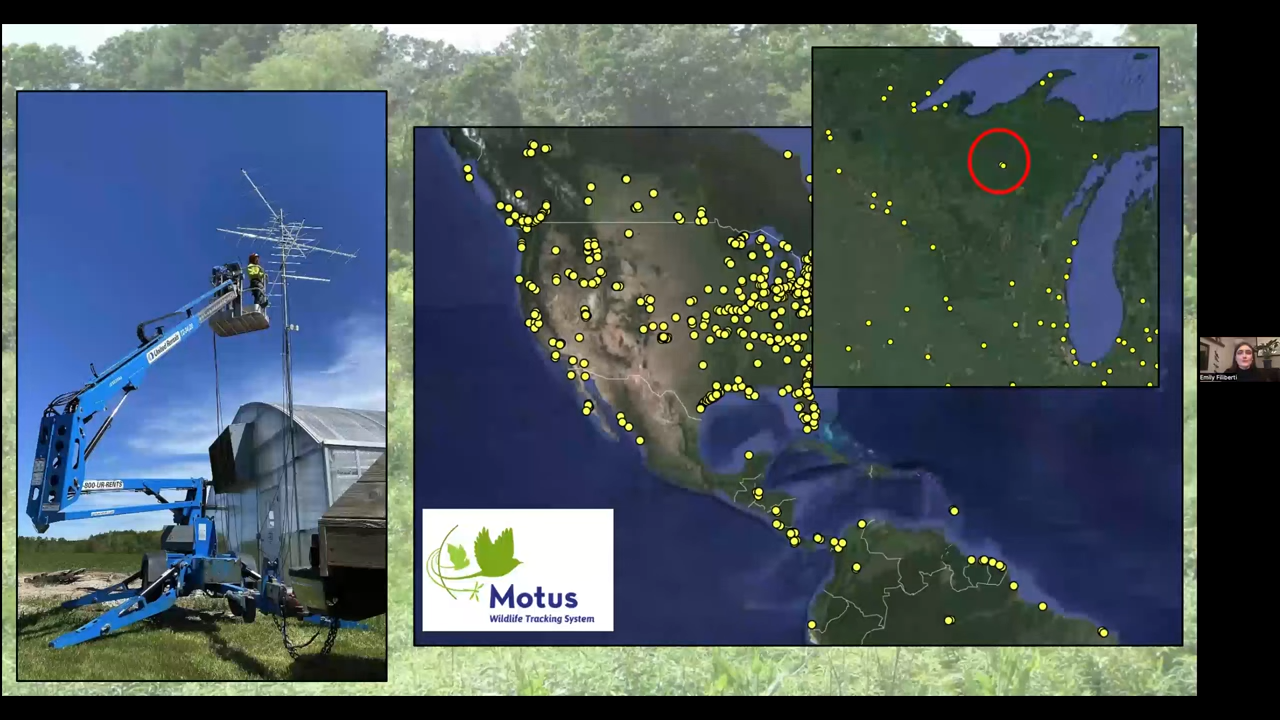 United Rentals
800-UR-RENTS
Motus
Wildlife Tracking System
Emily Filiberti